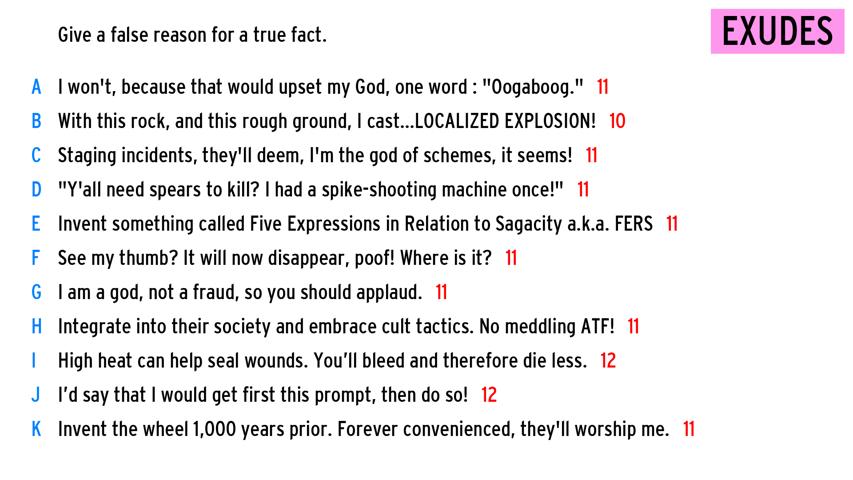 Give a false reason for a true fact.
EXUDES
A I won't, because that would upset my God, one word : "Oogaboog." 11
B With this rock, and this rough ground, I cast...LOCALIZED EXPLOSION! 10
C Staging incidents, they'll deem, I'm the god of schemes, it seems! 11
D "Y'all need spears to kill? I had a spike-shooting machine once!" 11
E Invent something called Five Expressions in Relation to Sagacity a.k.a. FERS 11
F See my thumb? It will now disappear, poof! Where is it? 11
G I am a god, not a fraud, so you should applaud. 11
H Integrate into their society and embrace cult tactics. No meddling ATF! 11
I High heat can help seal wounds. You’ll bleed and therefore die less. 12
J I’d say that I would get first this prompt, then do so! 12
K Invent the wheel 1,000 years prior. Forever convenienced, they'll worship me. 11